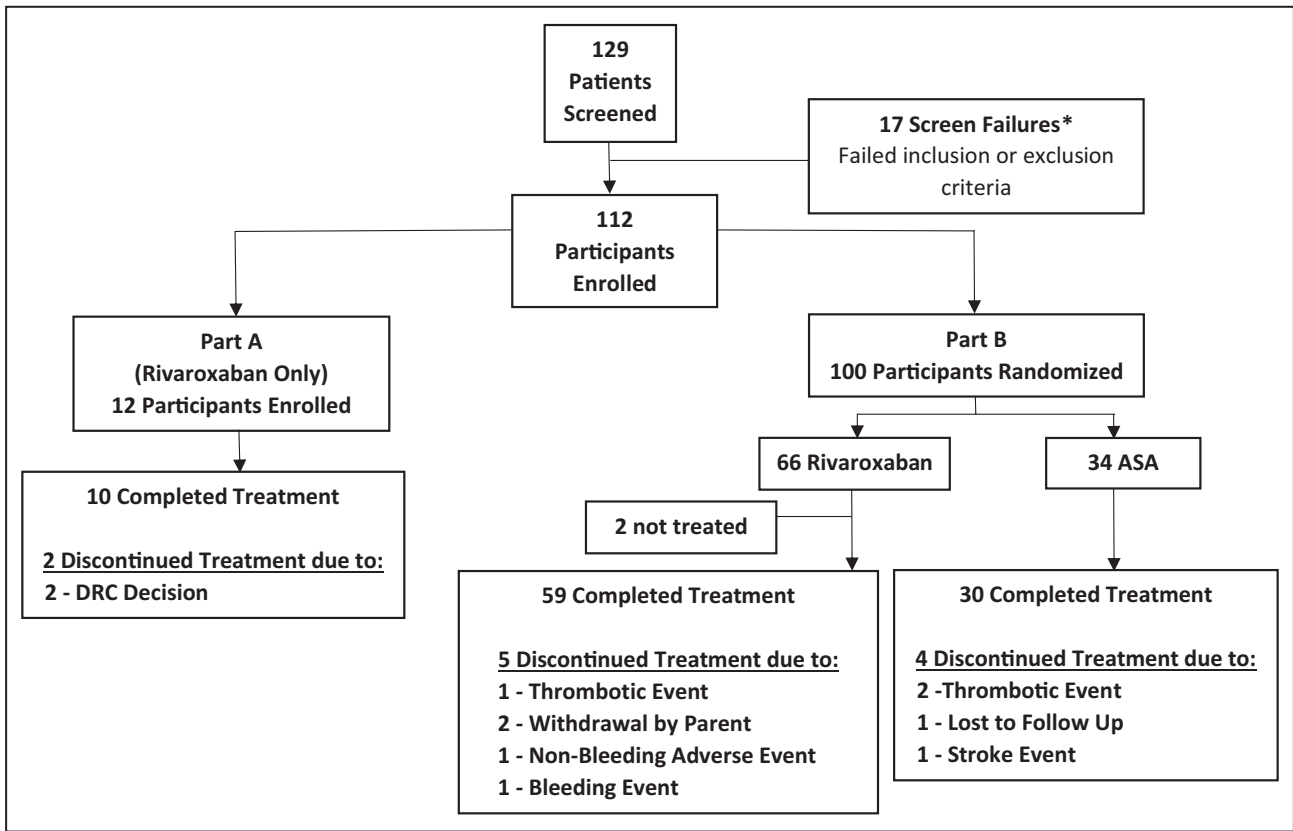 129
Patients
Screened
17 Screen Failures*
Failed inclusion or exclusion
criteria
112
Participants
Enrolled
Part A
(Rivaroxaban Only)
12 Participants Enrolled
Part B
100 Participants Randomized
66 Rivaroxaban
34 ASA
2 not treated
10 Completed Treatment
2 Discontinued Treatment due to:
2 - DRC Decision
59 Completed Treatment
5 Discontinued Treatment due to:
1 - Thrombotic Event
2 - Withdrawal by Parent
1 - Non-Bleeding Adverse Event
1 - Bleeding Event
30 Completed Treatment
4 Discontinued Treatment due to:
2 -Thrombotic Event
1 - Lost to Follow Up
1 - Stroke Event